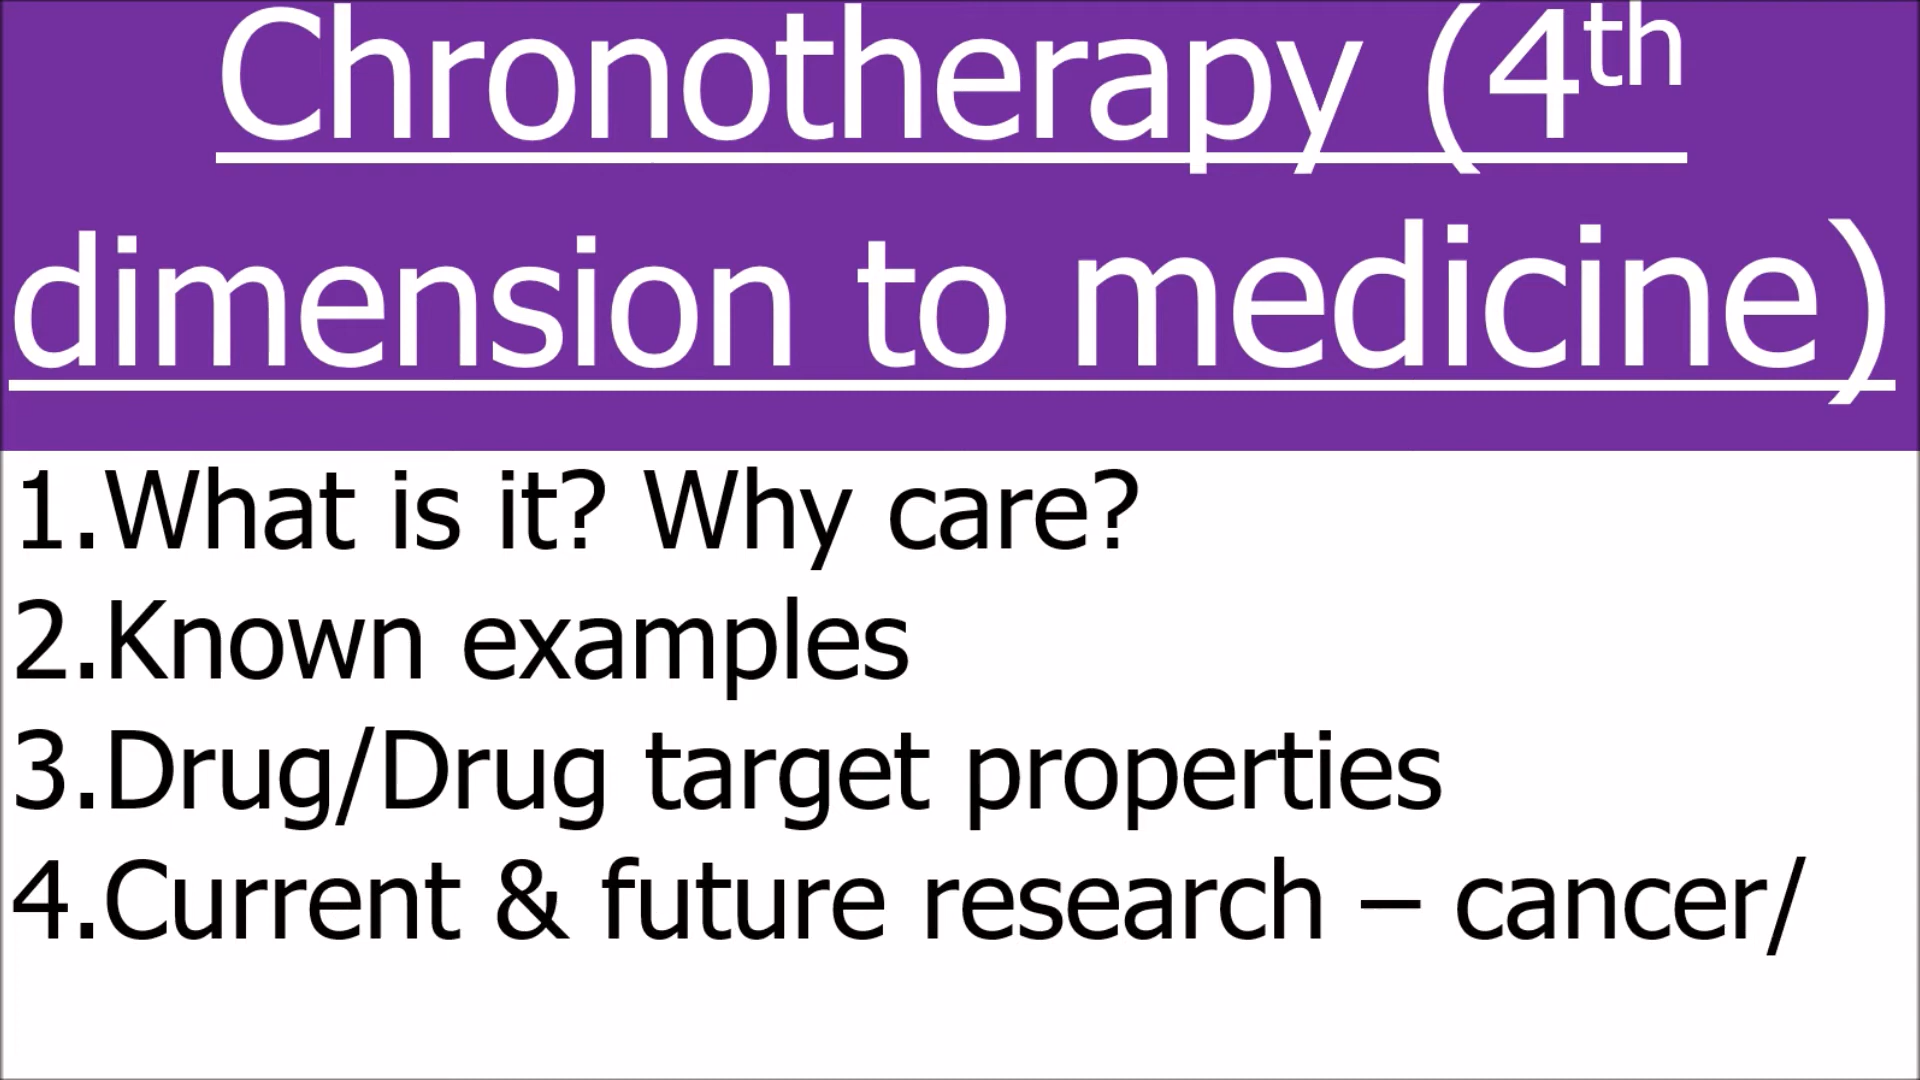 Chronotherapy (4th
dimension to medicine)
1.What is it? Why care?
2.Known examples
3.Drug/Drug target properties
4.Current & future research – cancer/